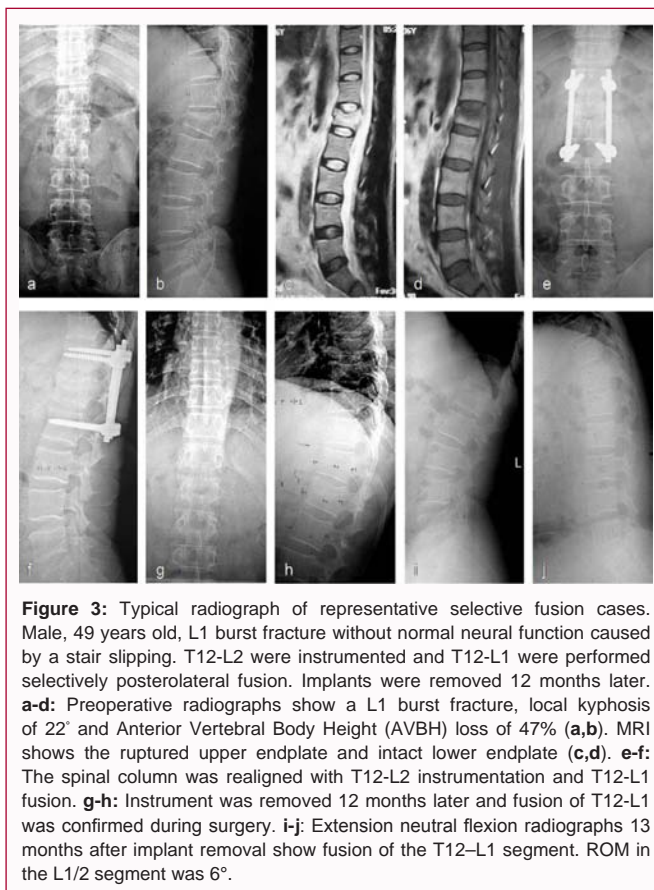 a
b
c
d
e
f
g
h
i
j
L
Figure 3: Typical radiograph of representative selective fusion cases.
Male, 49 years old, L1 burst fracture without normal neural function caused
by a stair slipping. T12-L2 were instrumented and T12-L1 were performed
selectively posterolateral fusion. Implants were removed 12 months later.
a-d: Preoperative radiographs show a L1 burst fracture, local kyphosis
of 22˚ and Anterior Vertebral Body Height (AVBH) loss of 47% (a,b). MRI
shows the ruptured upper endplate and intact lower endplate (c,d). e-f:
The spinal column was realigned with T12-L2 instrumentation and T12-L1
fusion. g-h: Instrument was removed 12 months later and fusion of T12-L1
was confirmed during surgery. i-j: Extension neutral flexion radiographs 13
months after implant removal show fusion of the T12–L1 segment. ROM in
the L1/2 segment was 6°.